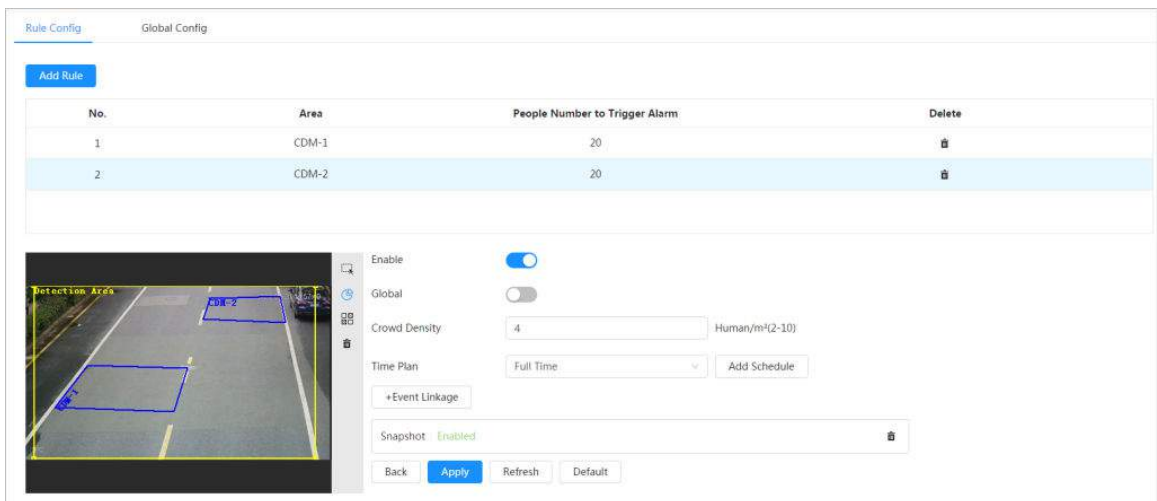 Rule Config Global Config
Add Rule
No. Area People Number to Trigger Alarm Delete
1 CDM-1 20
2 CDM-2 20
Detection Area
CDM-2
CDM-1
Enable
Global
Crowd Density 4 Human/m²(2-10)
Time Plan Full Time Add Schedule
+Event Linkage
Snapshot Enabled
Back Apply Refresh Default